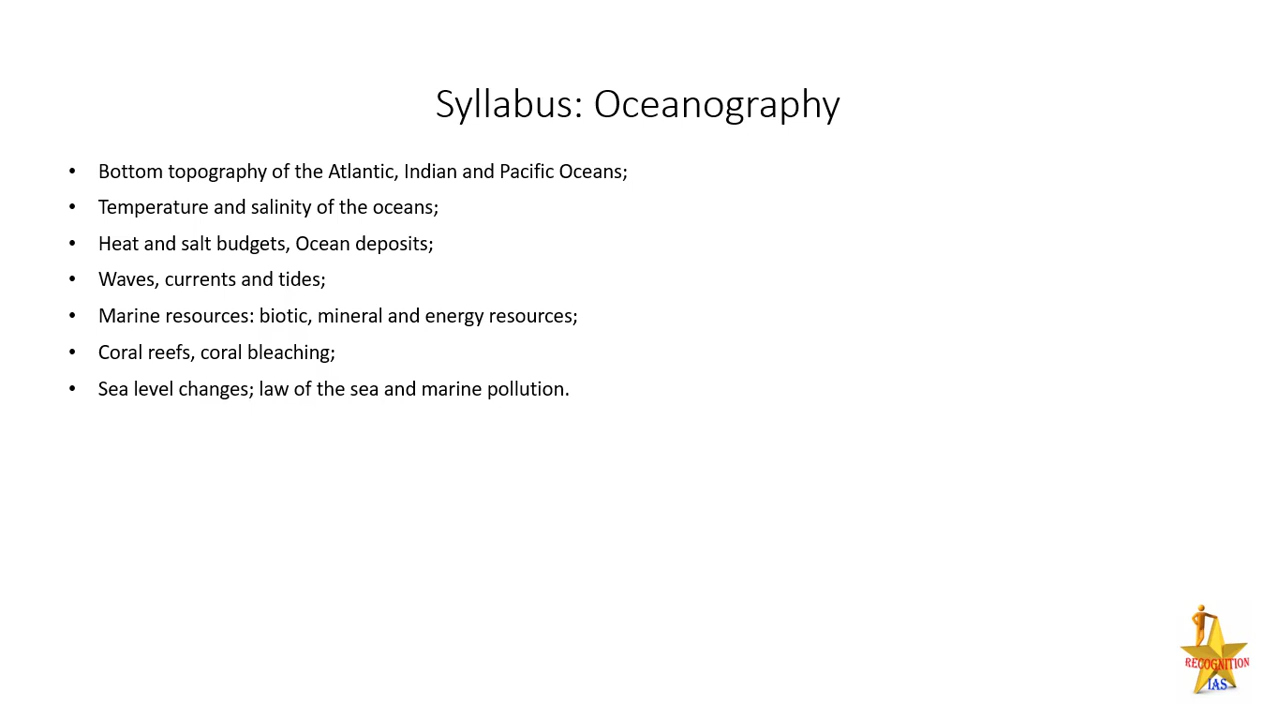 Syllabus: Oceanography
• Bottom topography of the Atlantic, Indian and Pacific Oceans;
• Temperature and salinity of the oceans;
• Heat and salt budgets, Ocean deposits;
• Waves, currents and tides;
• Marine resources: biotic, mineral and energy resources;
• Coral reefs, coral bleaching;
• Sea level changes; law of the sea and marine pollution.
RECOGNITION
IAS